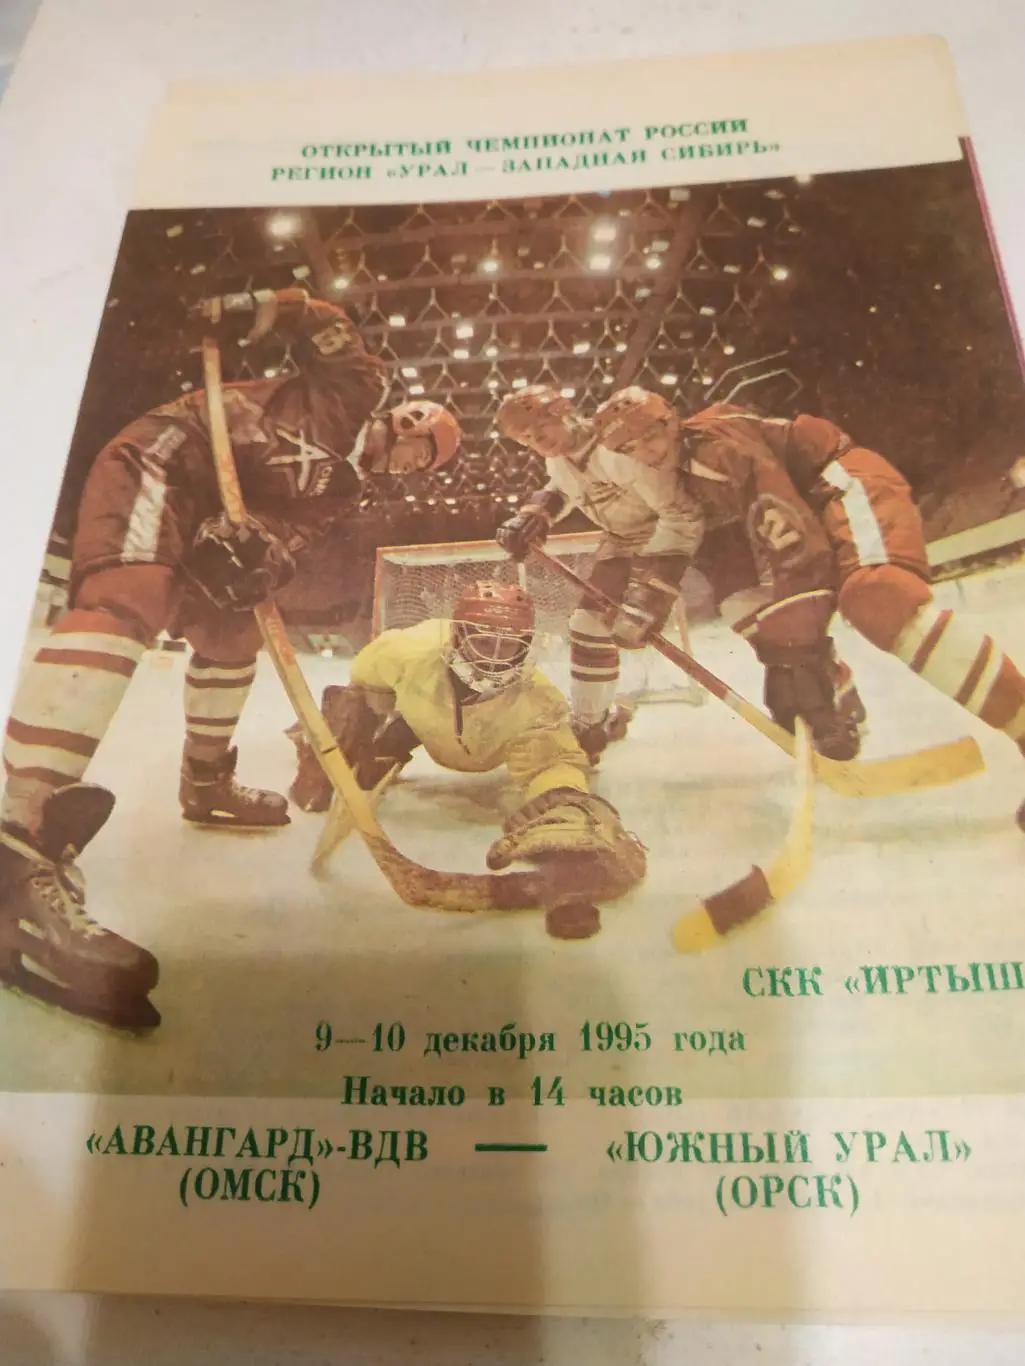 ОТКРЫТЫЙ ЧЕМПИОНАТ РОССИИ
РЕГИОН «УРАЛ — ЗАПАДНАЯ СИБИРЬ»
СКК «ИРТЫШ
9—10 декабря 1995 года
Начало в 14 часов
«АВАНГАРД»-ВДВ — «ЮЖНЫЙ УРАЛ»
(ОМСК) (ОРСК)